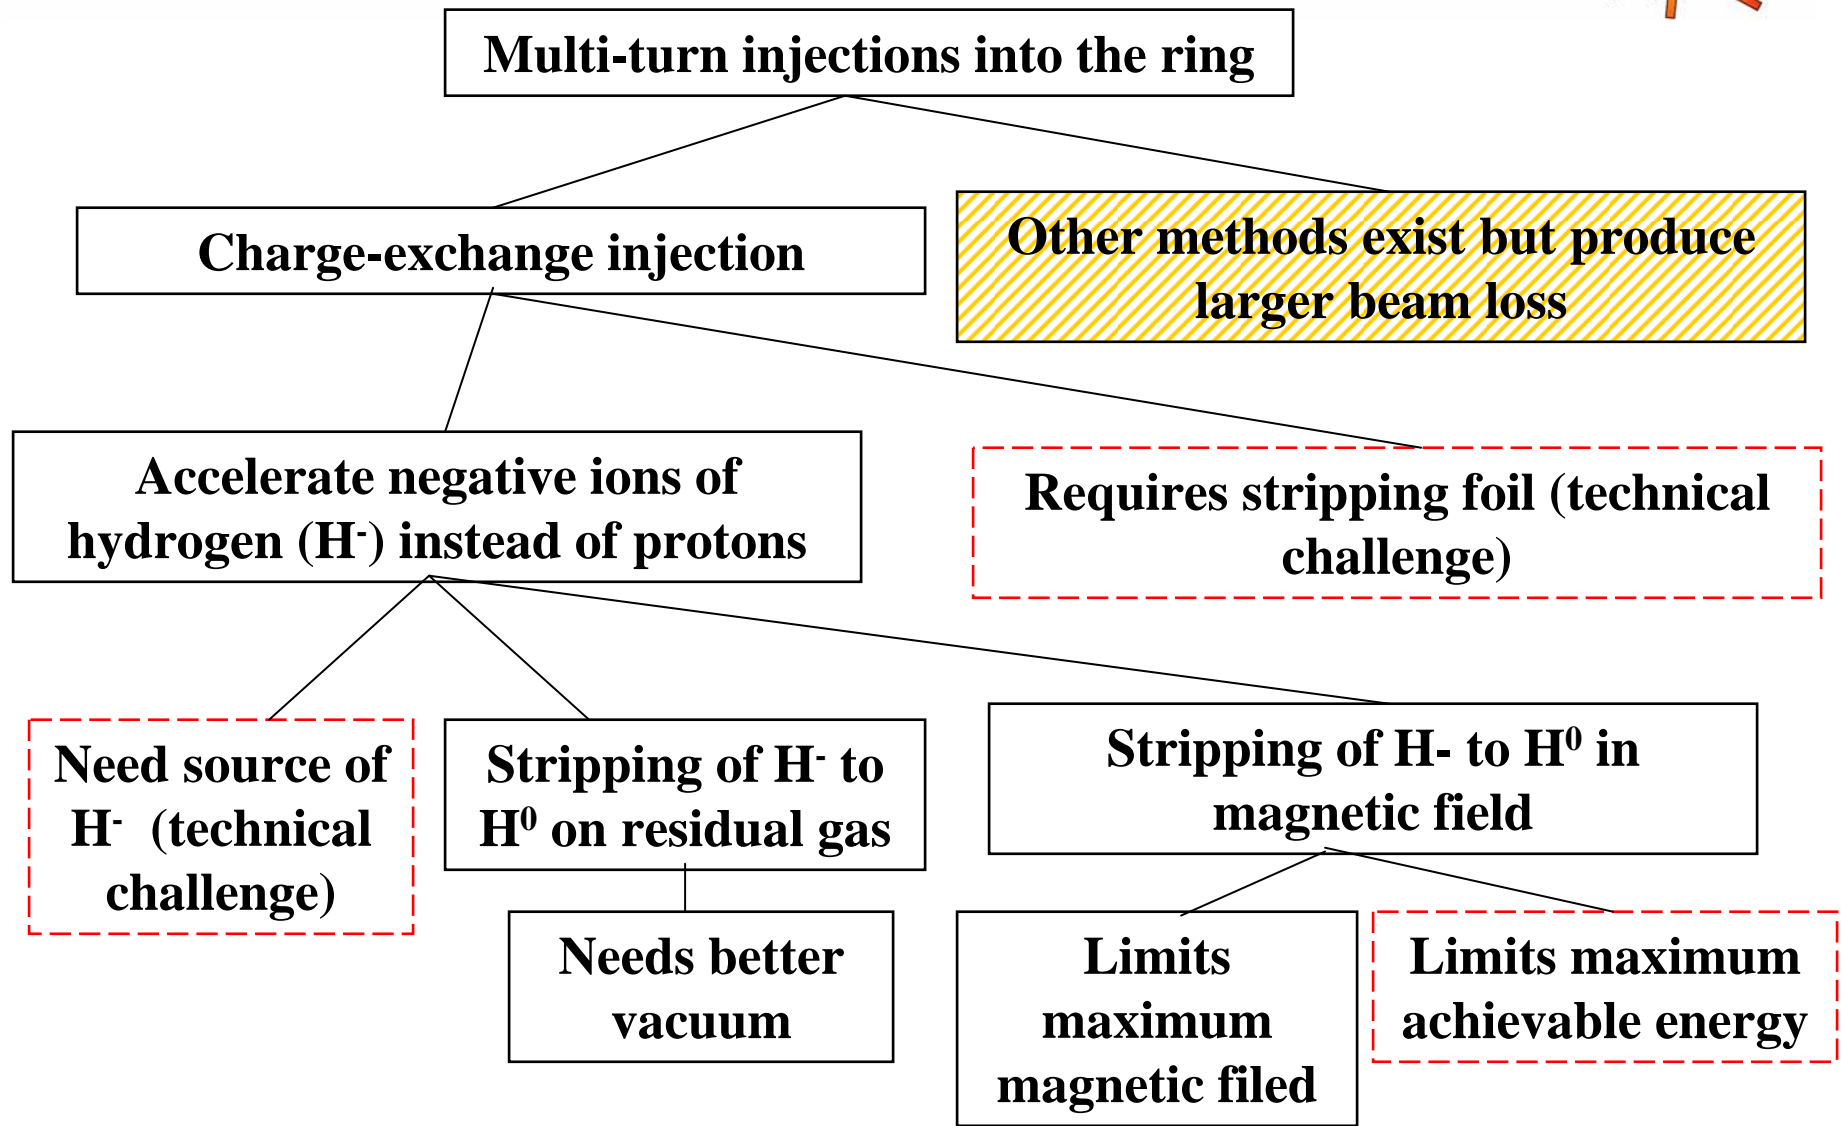 Multi-turn injections into the ring
Charge-exchange injection
Other methods exist but produce
larger beam loss
Accelerate negative ions of
hydrogen (H⁻) instead of protons
Requires stripping foil (technical
challenge)
Need source of
H⁻ (technical
challenge)
Stripping of H⁻ to
H⁰ on residual gas
Stripping of H- to H⁰ in
magnetic field
Needs better
vacuum
Limits
maximum
magnetic filed
Limits maximum
achievable energy